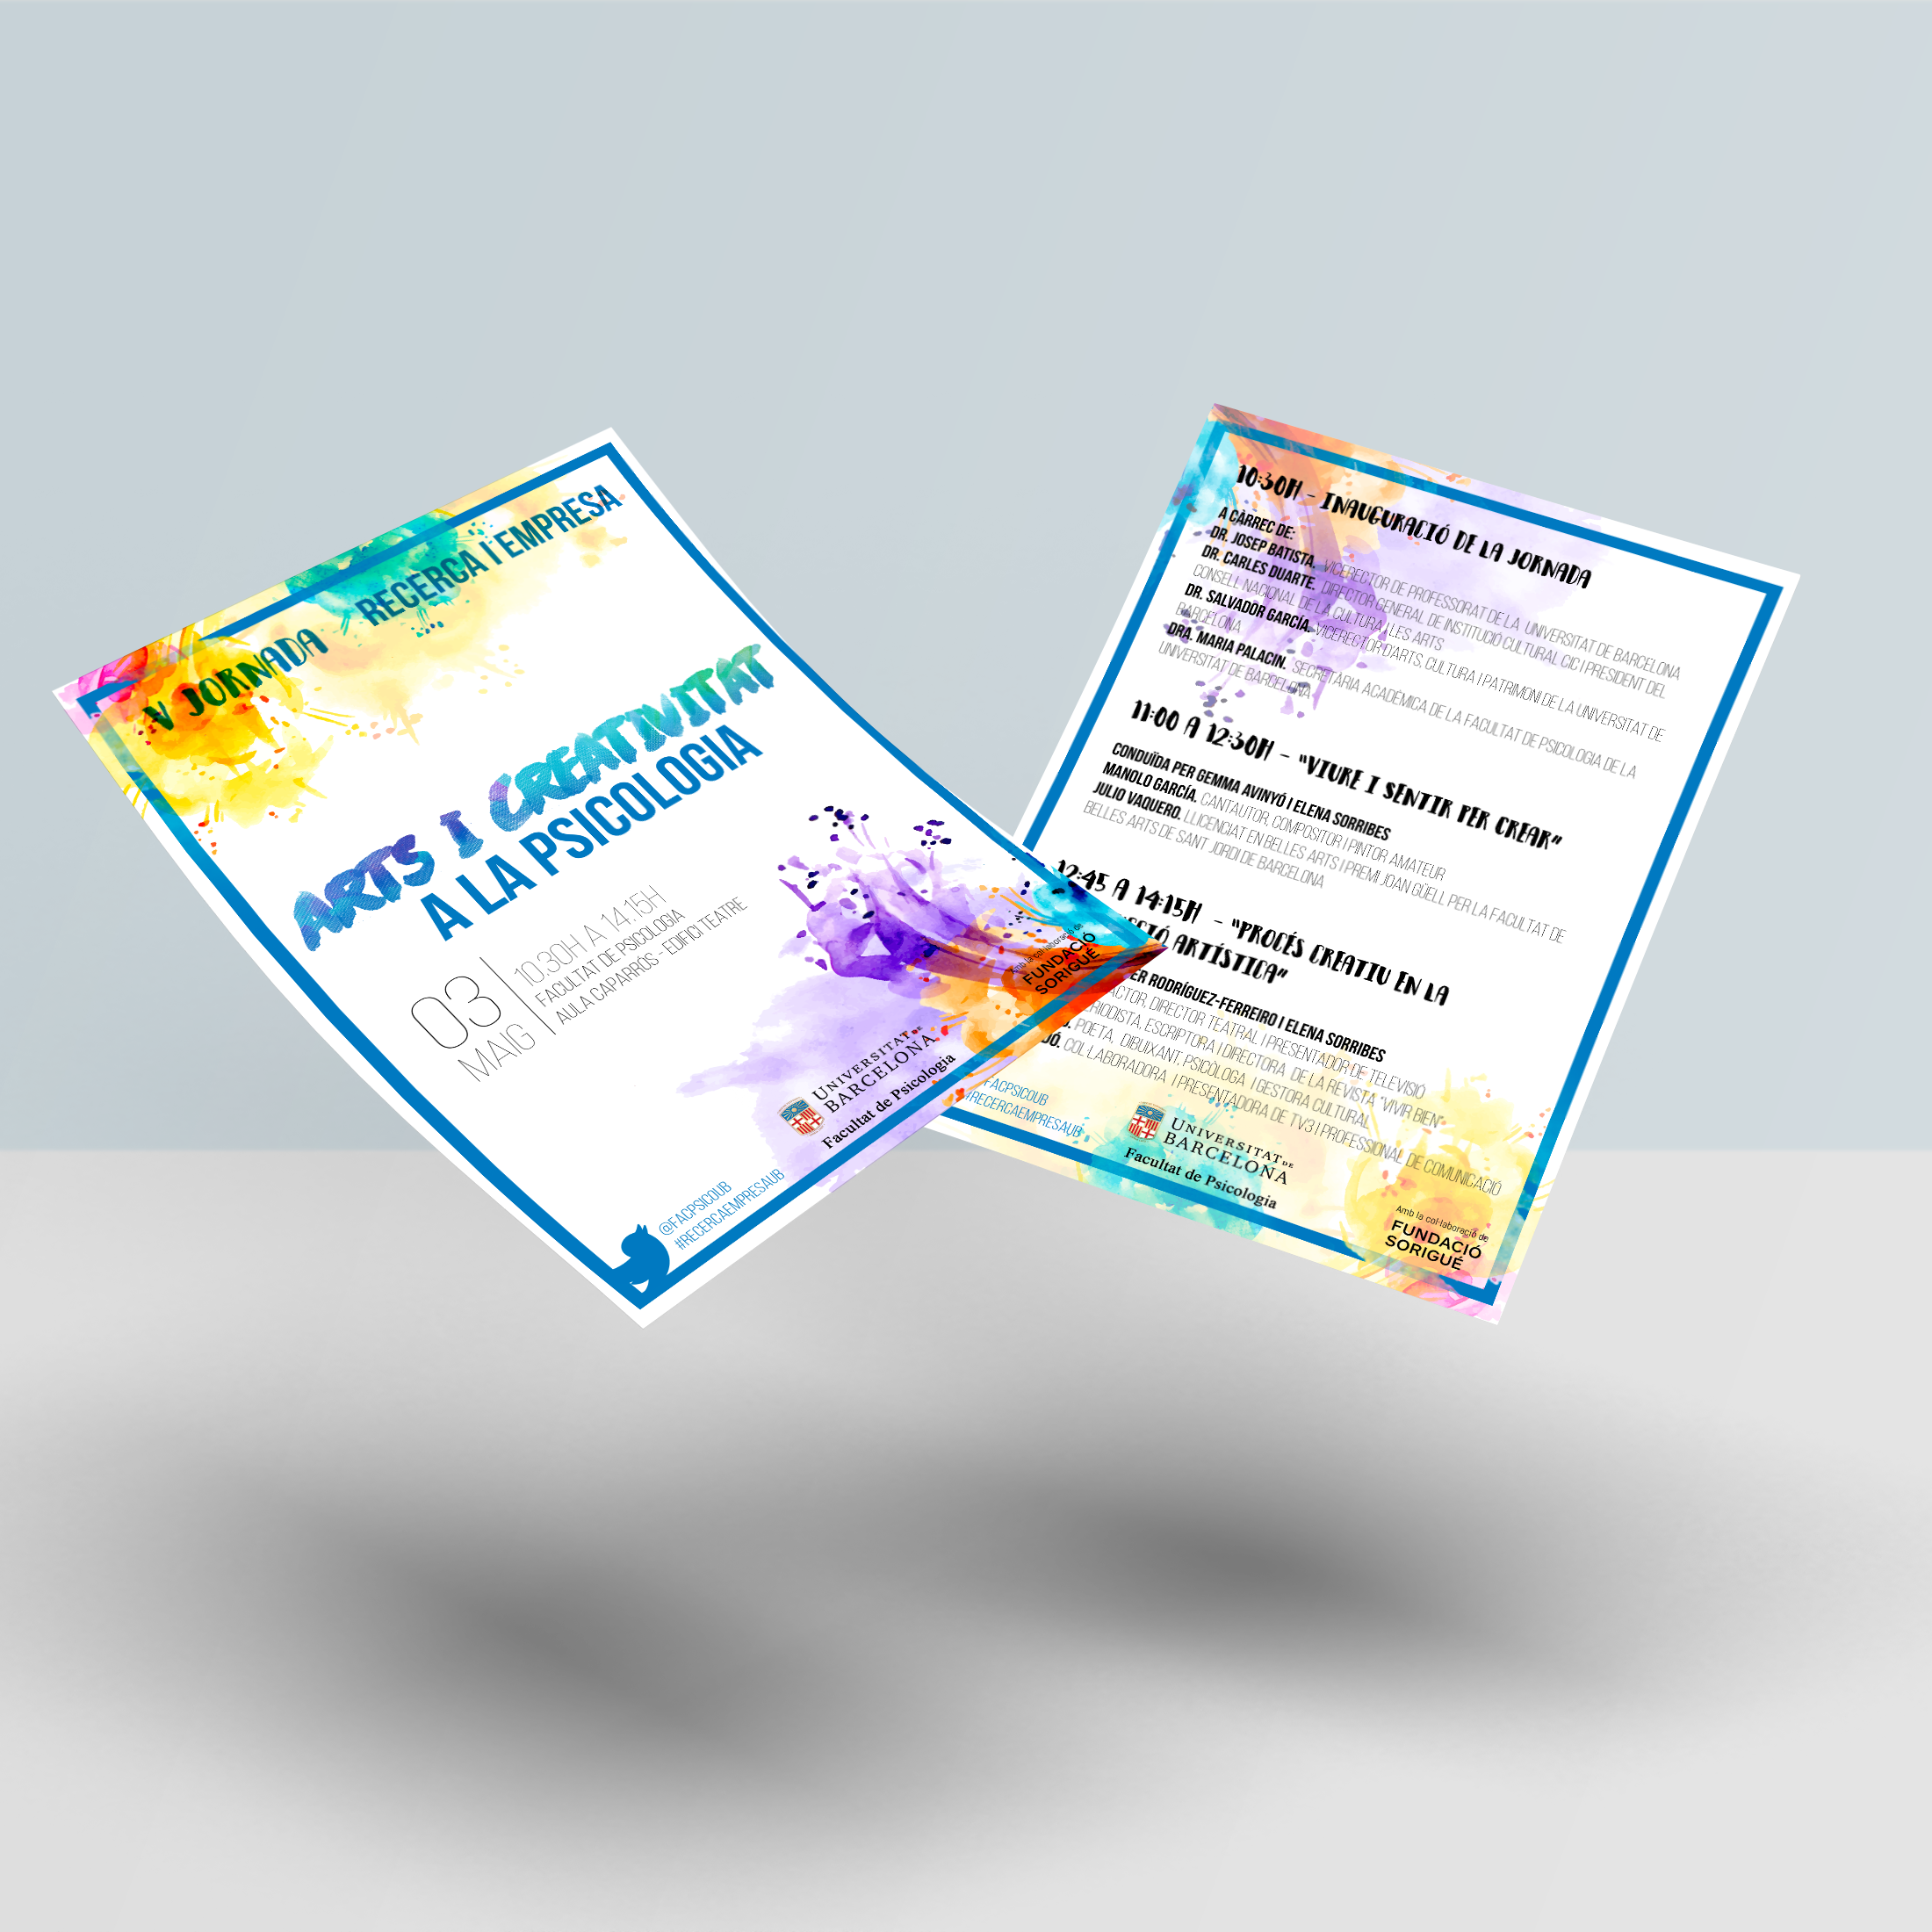 V JORNADA
RECERCA I EMPRESA
ARTS I CREATIVITAT
A LA PSICOLOGIA
03
MAIG
10.30H A 14.15H
FACULTAT DE PSICOLOGIA
AULA CAPARRÓS - EDIFICI TEATRE
UNIVERSITAT DE
BARCELONA
Facultat de Psicologia
Amb la col·laboració de
FUNDACIÓ
SORIGUÉ
@FACPSICOUB
#RECERCAEMPRESAUB
10:30H - INAUGURACIÓ DE LA JORNADA
A CÀRREC DE:
DR. JOSEP BATISTA. VICERECTOR DE PROFESSORAT DE LA UNIVERSITAT DE BARCELONA
DR. CARLES DUARTE. DIRECTOR GENERAL DE INSTITUCIÓ CULTURAL CIC I PRESIDENT DEL
CONSELL NACIONAL DE LA CULTURA I LES ARTS
DR. SALVADOR GARCÍA. VICERECTOR D'ARTS, CULTURA I PATRIMONI DE LA UNIVERSITAT DE
BARCELONA
DRA. MARIA PALACIN. SECRETÀRIA ACADÈMICA DE LA FACULTAT DE PSICOLOGIA DE LA
UNIVERSITAT DE BARCELONA
11:00 A 12:30H - "VIURE I SENTIR PER CREAR"
CONDUÏDA PER GEMMA AVINYÓ I ELENA SORRIBES
MANOLO GARCÍA. CANTAUTOR, COMPOSITOR I PINTOR AMATEUR
JULIO VAQUERO. LLICENCIAT EN BELLES ARTS I PREMI JOAN GÜELL PER LA FACULTAT DE
BELLES ARTS DE SANT JORDI DE BARCELONA
12:45 A 14:15H - "PROCÉS CREATIU EN LA
ARTÍSTICA"
RODRÍGUEZ-FERREIRO I ELENA SORRIBES
ACTOR, DIRECTOR TEATRAL I PRESENTADOR DE TELEVISIÓ
ESCRIPTORA I DIRECTORA DE LA REVISTA "VIVIR BIEN"
POETA, DIBUIXANT, PSICÒLOGA I GESTORA CULTURAL
COL·LABORADORA I PRESENTADORA DE TV3 I PROFESSIONAL DE COMUNICACIÓ
FACPSICOUB
#RECERCAEMPRESAUB
UNIVERSITAT DE
BARCELONA
Facultat de Psicologia
Amb la col·laboració de
FUNDACIÓ
SORIGUÉ